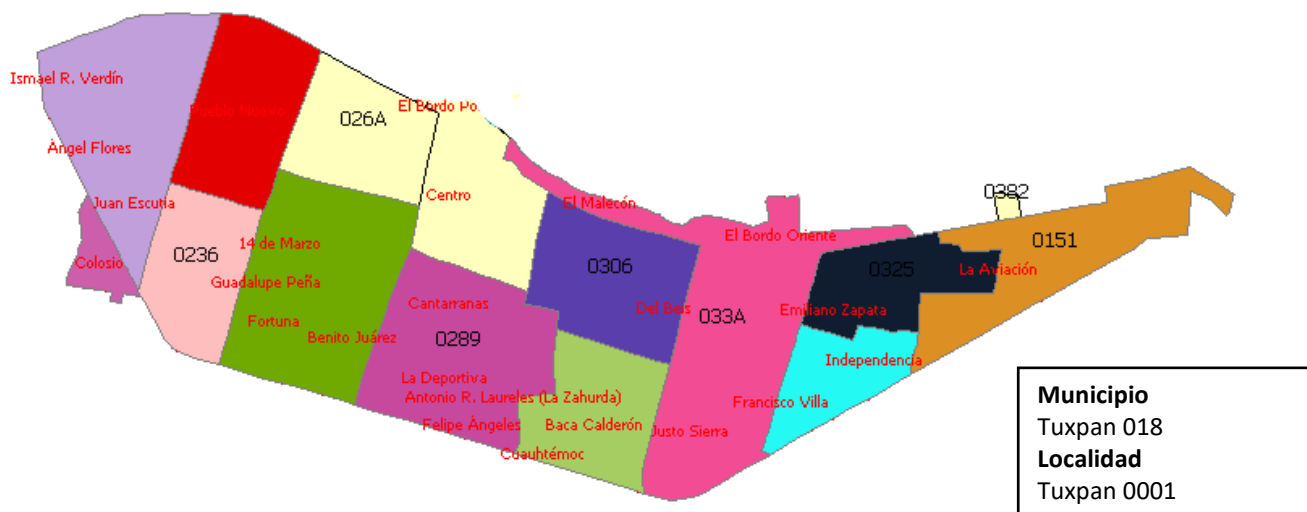 Ismael R. Verdín
Pueblo Nuevo
026A
El Bordo Po.
Ángel Flores
Centro
Juan Escutia
El Malecón
0382
14 de Marzo
El Bordo Oriente
0151
Colosio
0236
0306
0325
La Aviación
Guadalupe Peña
Cantarranas
Del Beis
033A
Emiliano Zapata
Fortuna
Benito Juárez
0289
Independencia
La Deportiva
Antonio R. Laureles (La Zahurda)
Francisco Villa
Felipe Ángeles
Baca Calderón
Justo Sierra
Cuauhtémoc
Municipio
Tuxpan 018
Localidad
Tuxpan 0001